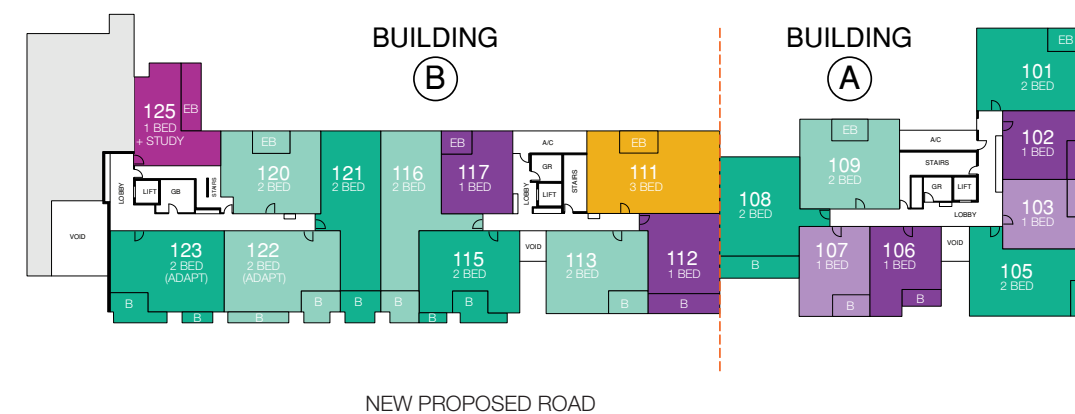 BUILDING
B
BUILDING
A
EB
101
2 BED
125
1 BED
+ STUDY
EB
EB
120
2 BED
121
2 BED
116
2 BED
EB
117
1 BED
A/C
GR
LIFT
LOBBY
STAIRS
EB
111
3 BED
EB
109
2 BED
A/C
STAIRS
GR
LIFT
LOBBY
102
1 BED
103
1 BED
108
2 BED
B
LOBBY
LIFT
GB
STAIRS
VOID
123
2 BED
(ADAPT)
B
B
122
2 BED
(ADAPT)
B
B
B
B
115
2 BED
B
B
VOID
113
2 BED
B
112
1 BED
B
107
1 BED
B
106
1 BED
B
VOID
105
2 BED
NEW PROPOSED ROAD